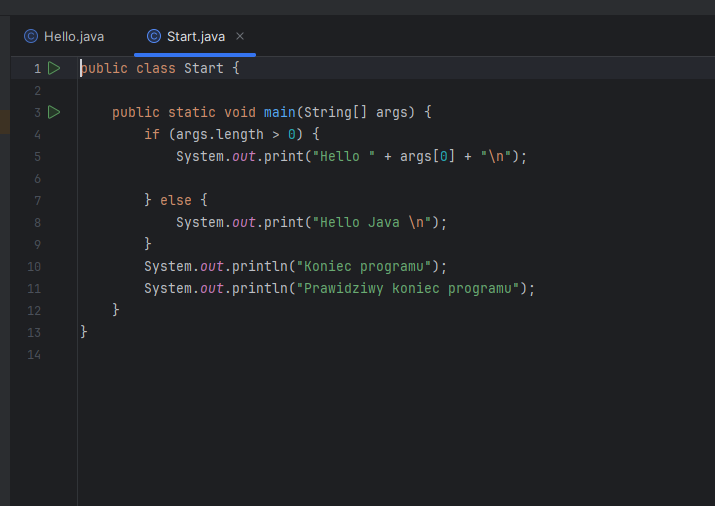 Hello.java
Start.java
1 public class Start {
2
3 public static void main(String[] args) {
4 if (args.length > 0) {
5 System.out.print("Hello " + args[0] + "\n");
6
7 } else {
8 System.out.print("Hello Java \n");
9 }
10 System.out.println("Koniec programu");
11 System.out.println("Prawidziwy koniec programu");
12 }
13 }
14